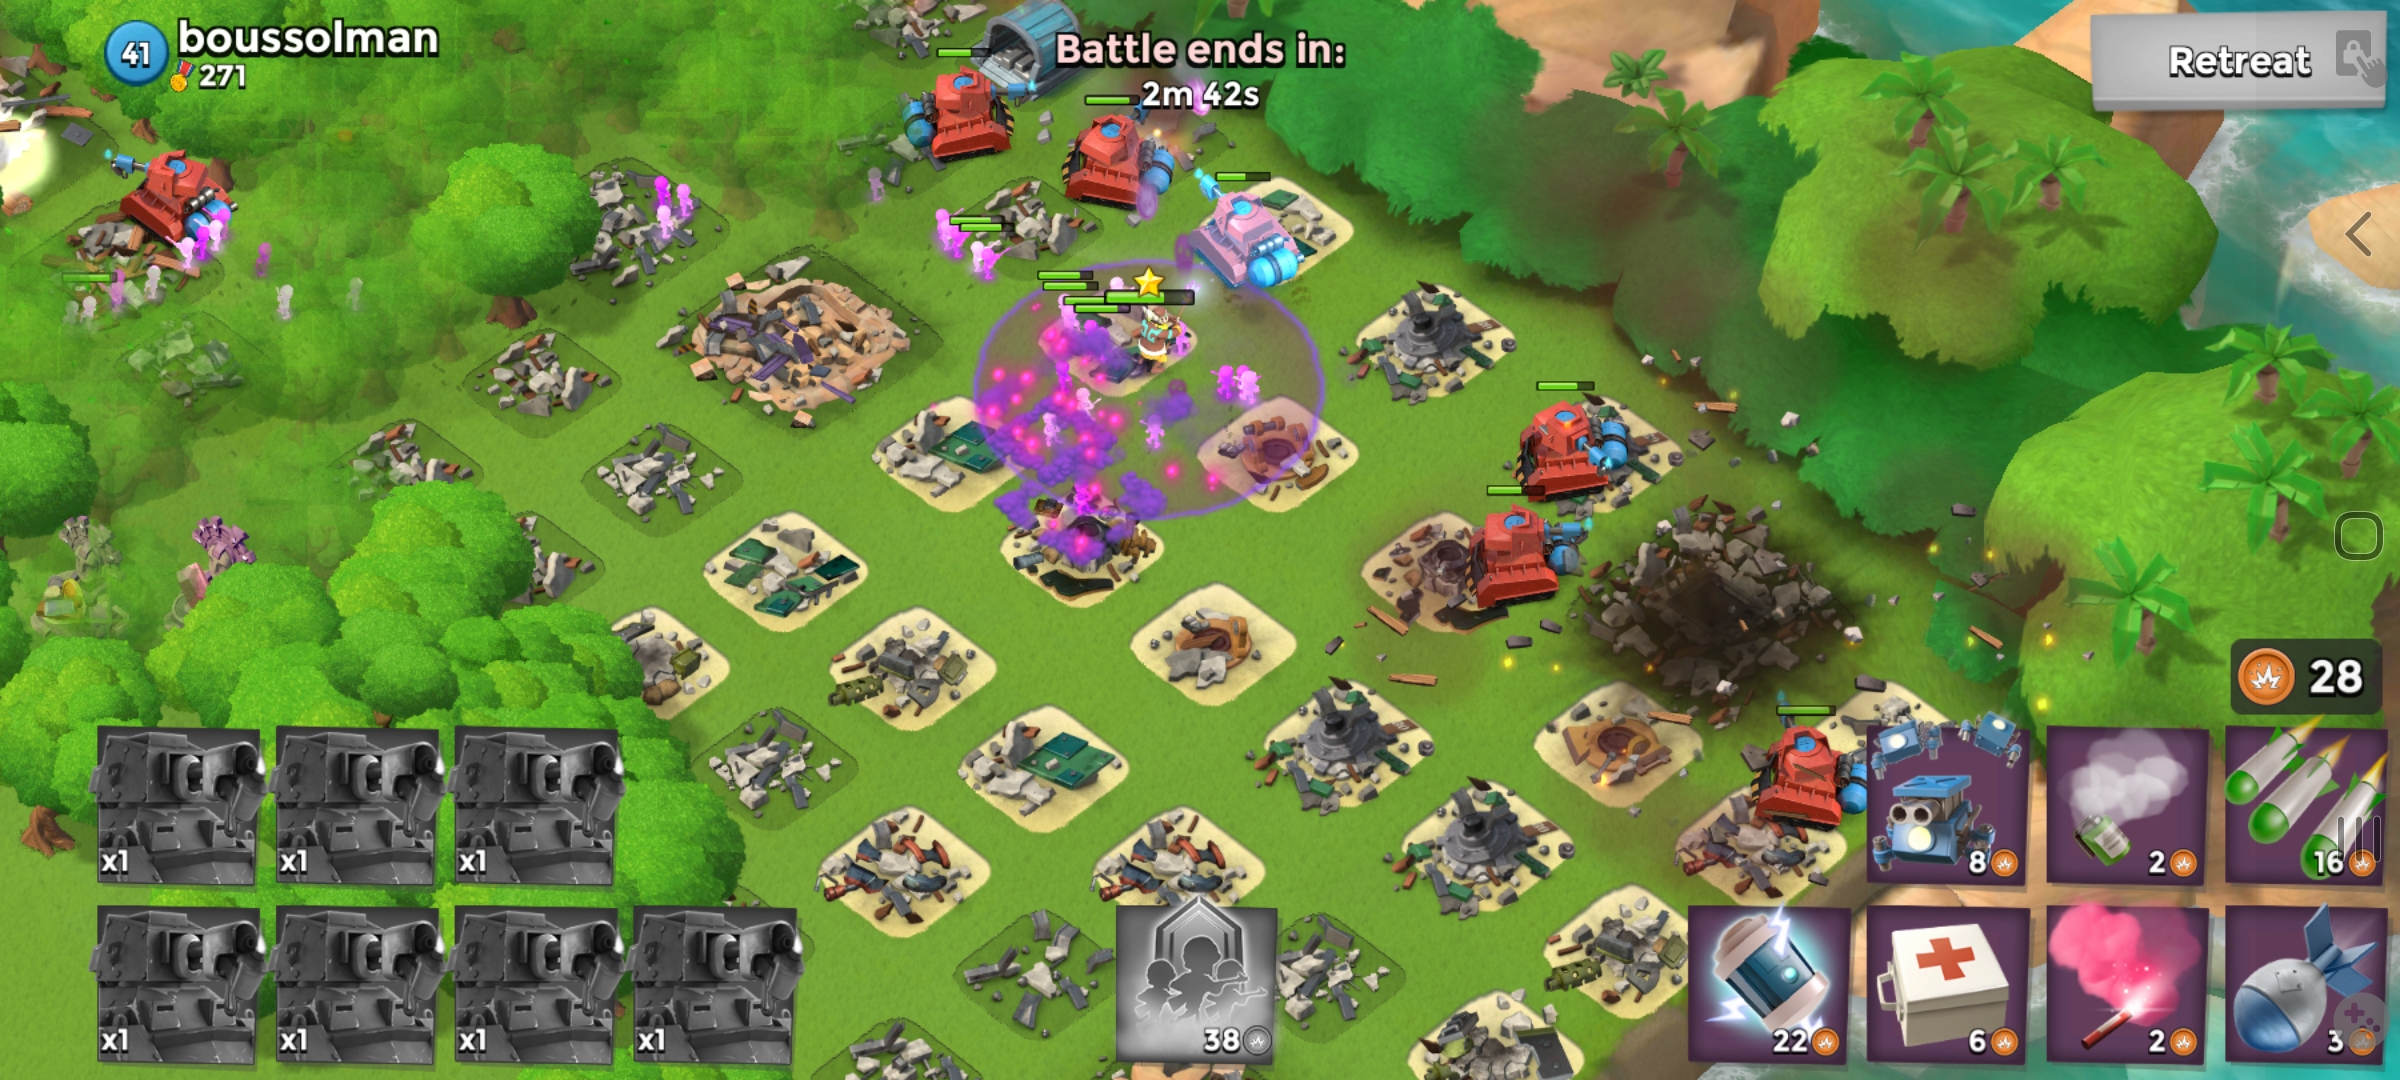 41
boussolman
271
Battle ends in:
2m 42s
Retreat
28
x1
x1
x1
8
2
16
x1
x1
x1
x1
38
22
6
2
3